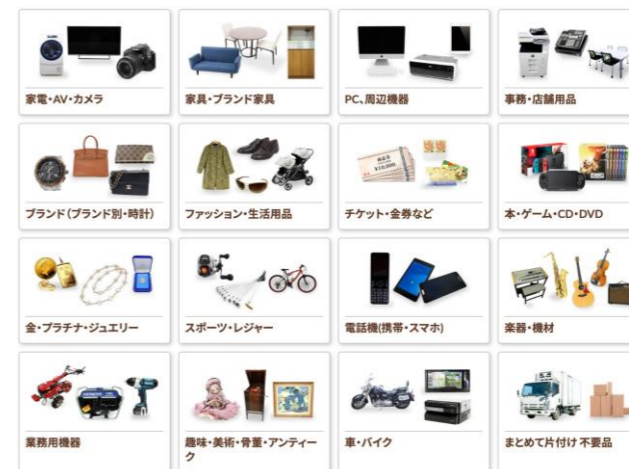 家電・AV・カメラ
家具・ブランド家具
PC、周辺機器
事務・店舗用品
ブランド（ブランド別・時計）
ファッション・生活用品
チケット・金券など
本・ゲーム・CD・DVD
金・プラチナ・ジュエリー
スポーツ・レジャー
電話機(携帯・スマホ)
楽器・機材
業務用機器
趣味・美術・骨董・アンティー
ク
車・バイク
まとめて片付け 不要品